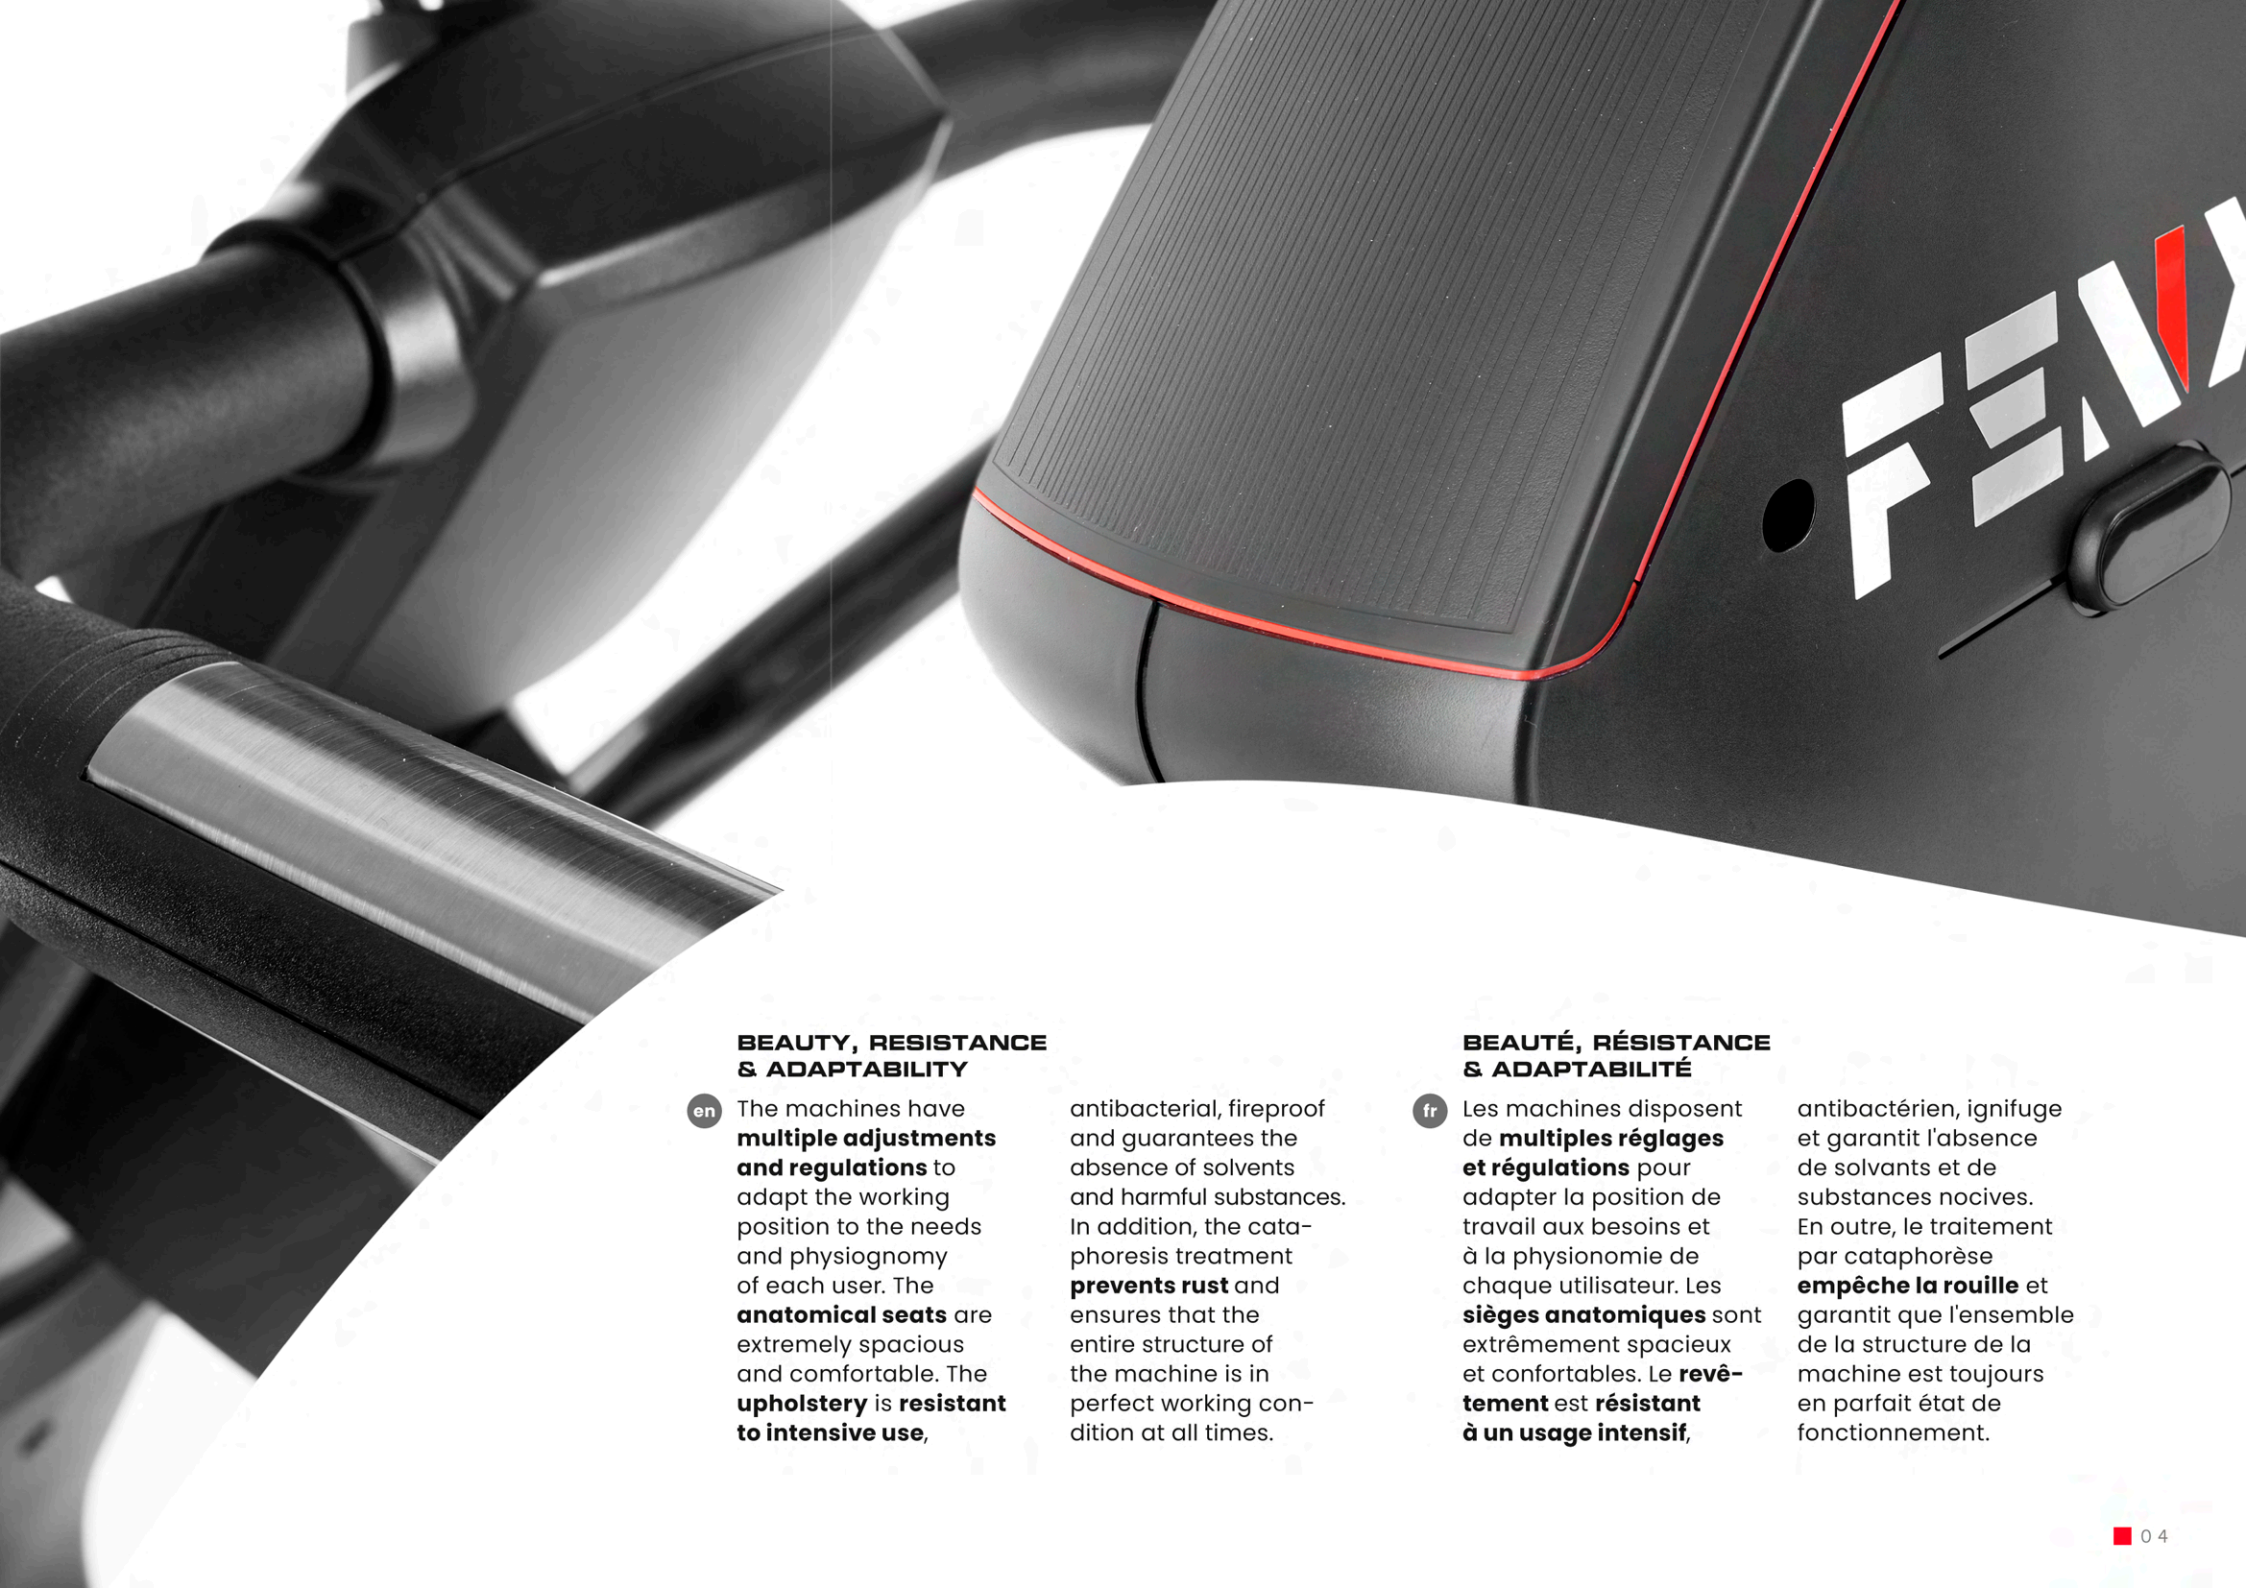 FENX
BEAUTY, RESISTANCE
& ADAPTABILITY
en
The machines have
multiple adjustments
and regulations to
adapt the working
position to the needs
and physiognomy
of each user. The
anatomical seats are
extremely spacious
and comfortable. The
upholstery is resistant
to intensive use,
antibacterial, fireproof
and guarantees the
absence of solvents
and harmful substances.
In addition, the cata-
phoresis treatment
prevents rust and
ensures that the
entire structure of
the machine is in
perfect working con-
dition at all times.
BEAUTÉ, RÉSISTANCE
& ADAPTABILITÉ
fr
Les machines disposent
de multiples réglages
et régulations pour
adapter la position de
travail aux besoins et
à la physionomie de
chaque utilisateur. Les
sièges anatomiques sont
extrêmement spacieux
et confortables. Le revê-
tement est résistant
à un usage intensif,
antibactérien, ignifuge
et garantit l'absence
de solvants et de
substances nocives.
En outre, le traitement
par cataphorèse
empêche la rouille et
garantit que l'ensemble
de la structure de la
machine est toujours
en parfait état de
fonctionnement.
04